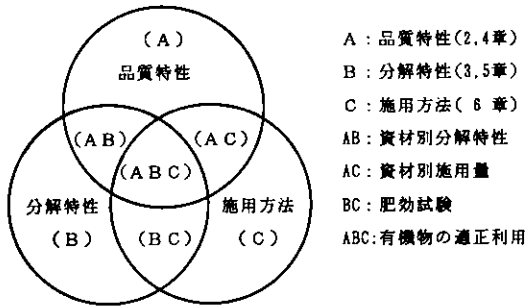 (A)
品質特性
(AB)
(AC)
(ABC)
分解特性
施用方法
(B)
(BC)
(C)
A:品質特性(2,4章)
B:分解特性(3,5章)
C:施用方法( 6 章)
AB:資材別分解特性
AC:資材別施用量
BC:肥効試験
ABC:有機物の適正利用